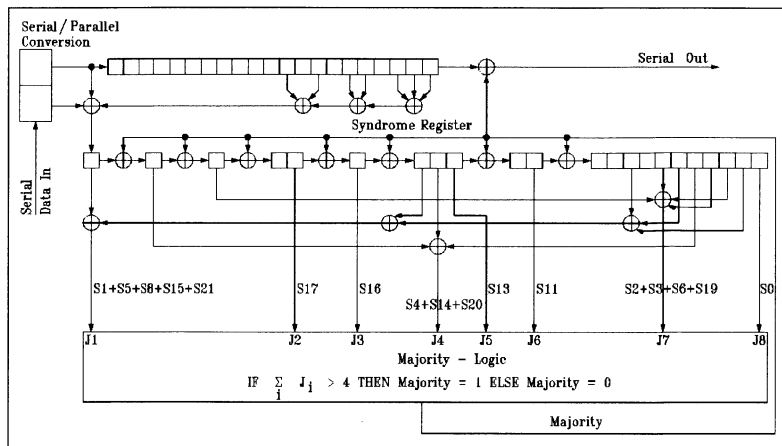 Serial/Parallel
Conversion
Serial Out
Syndrome Register
Serial
Data In
S1+S5+S8+S15+S21
S17
S16
S4+S14+S20
S13
S11
S2+S3+S6+S19
S0
J1
J2
J3
J4
J5
J6
J7
J8
Majority - Logic
IF Σ J i > 4 THEN Majority = 1 ELSE Majority = 0
i
Majority